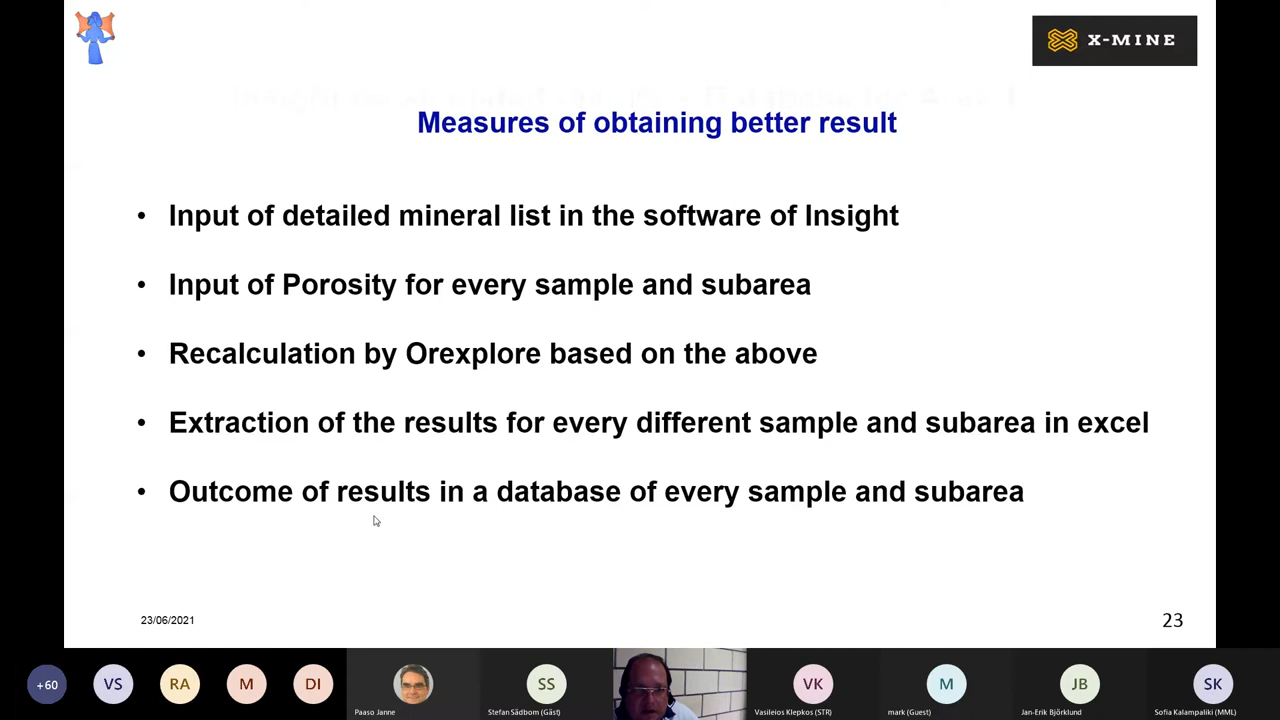 X-MINE
Measures of obtaining better result
• Input of detailed mineral list in the software of Insight
• Input of Porosity for every sample and subarea
• Recalculation by Orexplore based on the above
• Extraction of the results for every different sample and subarea in excel
• Outcome of results in a database of every sample and subarea
23/06/2021
23
+60
VS
RA
M
DI
SS
VK
M
JB
SK
Paaso Janne
Stefan Sädbom (Gäst)
Vasileios Klepkos (STR)
mark (Guest)
Jan-Erik Björklund
Sofia Kalampaliki (MML)